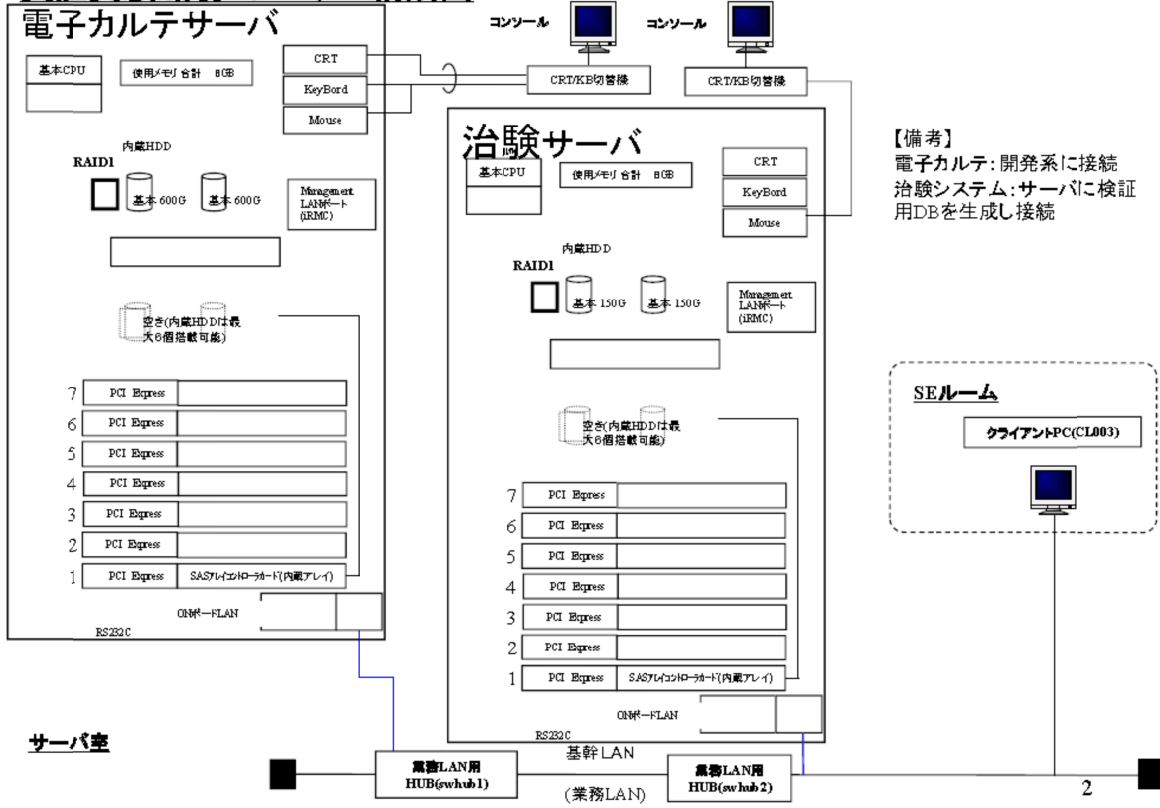 電子カルテサーバ
基本CPU
使用メモリ合計 8GB
CRT
KeyBord
Mouse
内蔵HDD
RAID1
基本 600G
基本 600G
Management
LANポート
(iRMC)
空き(内蔵HDDは最
大6個搭載可能)
7 PCI Express
6 PCI Express
5 PCI Express
4 PCI Express
3 PCI Express
2 PCI Express
1 PCI Express SASアレイコントローラカード(内蔵アレイ)
ONボードLAN
RS232C
コンソール
コンソール
CRT/KB切替機
CRT/KB切替機
治験サーバ
基本CPU
使用メモリ合計 8GB
CRT
KeyBord
Mouse
内蔵HDD
RAID1
基本 150G
基本 150G
Management
LANポート
(iRMC)
空き(内蔵HDDは最
大6個搭載可能)
7 PCI Express
6 PCI Express
5 PCI Express
4 PCI Express
3 PCI Express
2 PCI Express
1 PCI Express SASアレイコントローラカード(内蔵アレイ)
ONボードLAN
RS232C
【備考】
電子カルテ:開発系に接続
治験システム:サーバに検証
用DBを生成し接続
SEルーム
クライアントPC(CL003)
サーバ室
業務LAN用
HUB(swhub1)
基幹LAN
(業務LAN)
業務LAN用
HUB(swhub2)
2